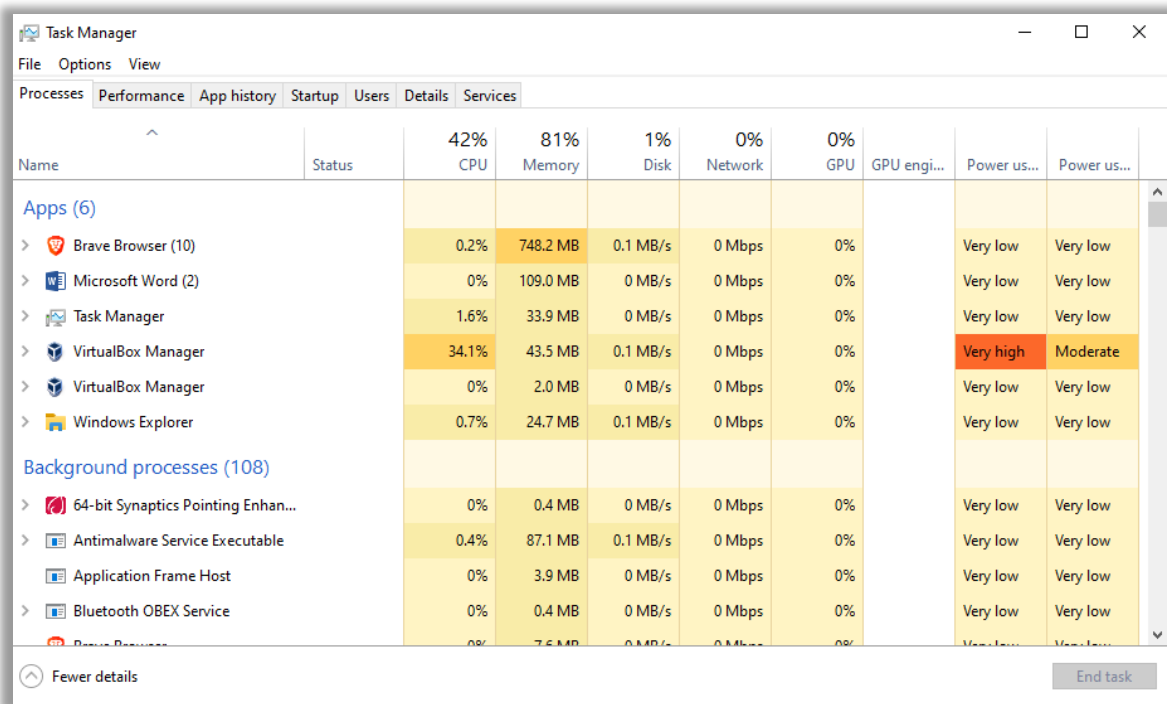 Task Manager
File Options View
Processes Performance App history Startup Users Details Services
42% 81% 1% 0% 0%
Name Status CPU Memory Disk Network GPU GPU engi... Power us... Power us...
Apps (6)
Brave Browser (10) 0.2% 748.2 MB 0.1 MB/s 0 Mbps 0% Very low Very low
Microsoft Word (2) 0% 109.0 MB 0 MB/s 0 Mbps 0% Very low Very low
Task Manager 1.6% 33.9 MB 0 MB/s 0 Mbps 0% Very low Very low
VirtualBox Manager 34.1% 43.5 MB 0.1 MB/s 0 Mbps 0% Very high Moderate
VirtualBox Manager 0% 2.0 MB 0 MB/s 0 Mbps 0% Very low Very low
Windows Explorer 0.7% 24.7 MB 0.1 MB/s 0 Mbps 0% Very low Very low
Background processes (108)
64-bit Synaptics Pointing Enhan... 0% 0.4 MB 0 MB/s 0 Mbps 0% Very low Very low
Antimalware Service Executable 0.4% 87.1 MB 0.1 MB/s 0 Mbps 0% Very low Very low
Application Frame Host 0% 3.9 MB 0 MB/s 0 Mbps 0% Very low Very low
Bluetooth OBEX Service 0% 0.4 MB 0 MB/s 0 Mbps 0% Very low Very low
Fewer details End task